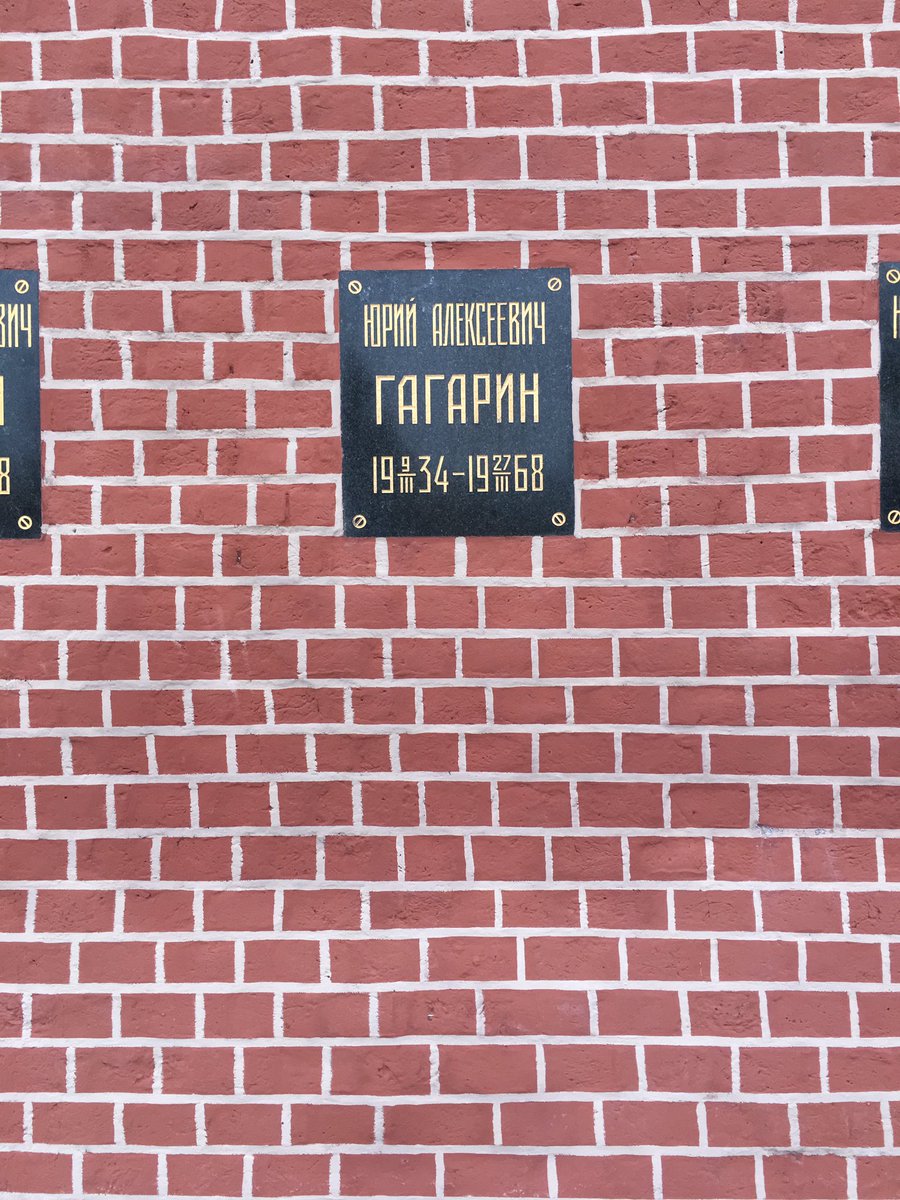 ЮРИЙ АЛЕКСЕЕВИЧ
ГАГАРИН
19 9/III 34–19 27/III 68